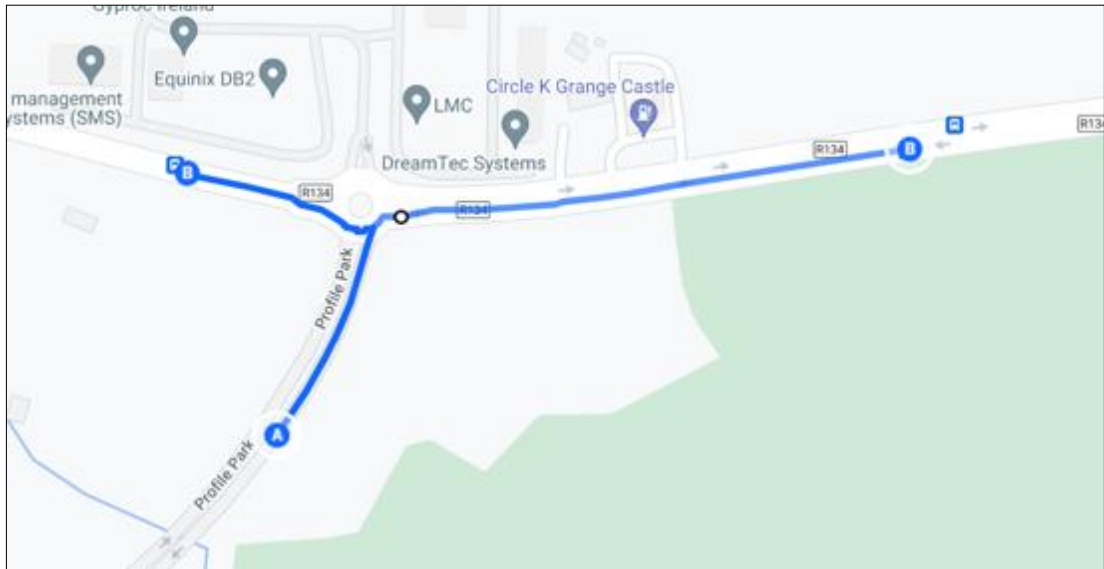 Gyproc Ireland
Equinix DB2
management
ystems (SMS)
LMC
DreamTec Systems
Circle K Grange Castle
R134
R134
R134
R134
B
B
A
Profile Park
Profile Park